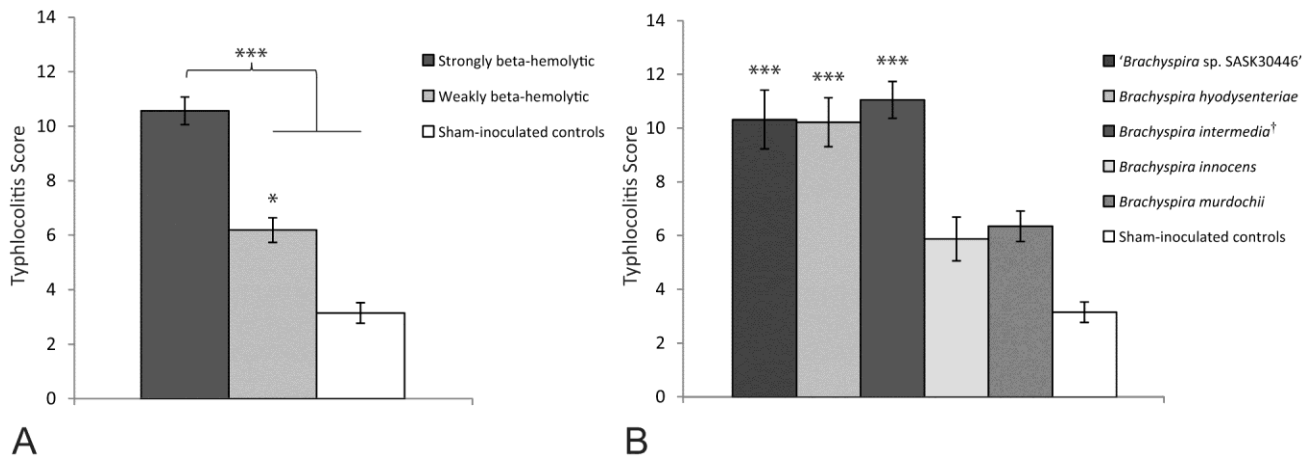 14
12
10
8
6
4
2
0
Typhlocolitis Score
***
*
Strongly beta-hemolytic
Weakly beta-hemolytic
Sham-inoculated controls
A
14
12
10
8
6
4
2
0
Typhlocolitis Score
***
***
***
‘Brachyspira sp. SASK30446’
Brachyspira hyodysenteriae
Brachyspira intermedia†
Brachyspira innocens
Brachyspira murdochii
Sham-inoculated controls
B